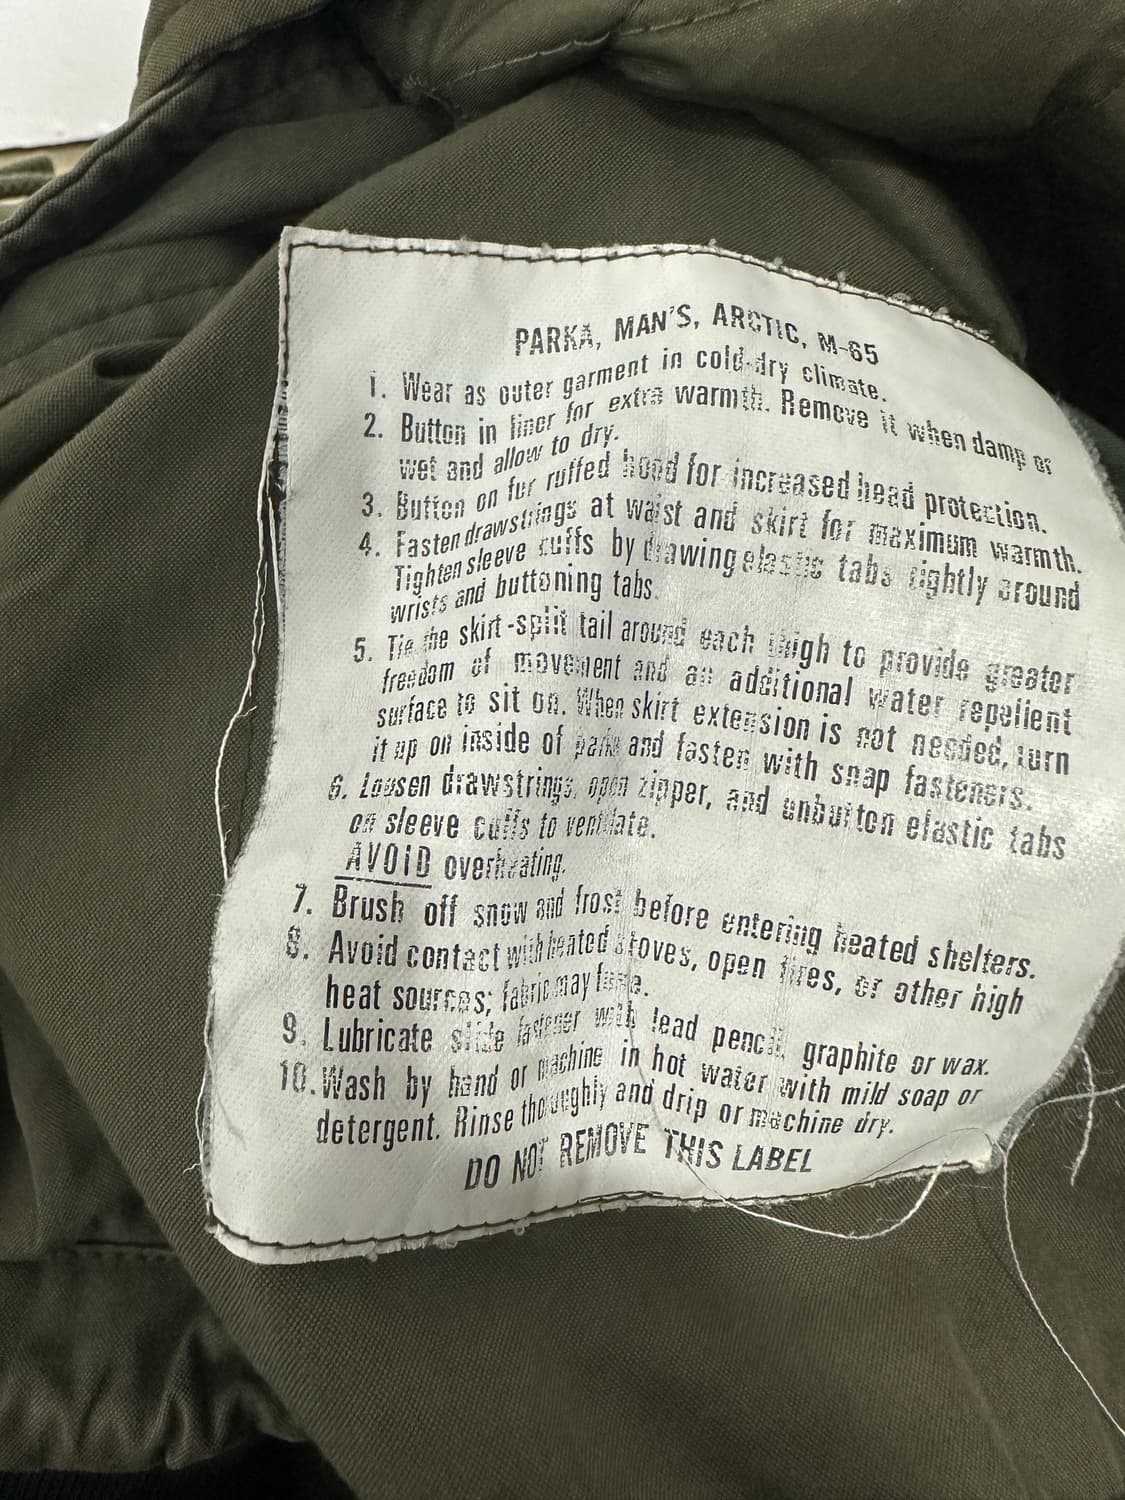 PARKA, MAN'S, ARCTIC, M-65
1. Wear as outer garment in cold-dry climate.
2. Button in liner for extra warmth. Remove it when damp or
wet and allow to dry.
3. Button on fur ruffed hood for increased head protection.
4. Fasten drawstrings at waist and skirt for maximum warmth.
Tighten sleeve cuffs by drawing elastic tabs tightly around
wrists and buttoning tabs.
5. Tie the skirt-split tail around each thigh to provide greater
freedom of movement and an additional water repellent
surface to sit on. When skirt extension is not needed, turn
it up on inside of parka and fasten with snap fasteners.
6. Loosen drawstrings, open zipper, and unbutton elastic tabs
on sleeve cuffs to ventilate.
AVOID overheating.
7. Brush off snow and frost before entering heated shelters.
8. Avoid contact with heated stoves, open fires, or other high
heat sources; fabric may fuse.
9. Lubricate slide fastener with lead pencil, graphite or wax.
10. Wash by hand or machine in hot water with mild soap or
detergent. Rinse thoroughly and drip or machine dry.
DO NOT REMOVE THIS LABEL